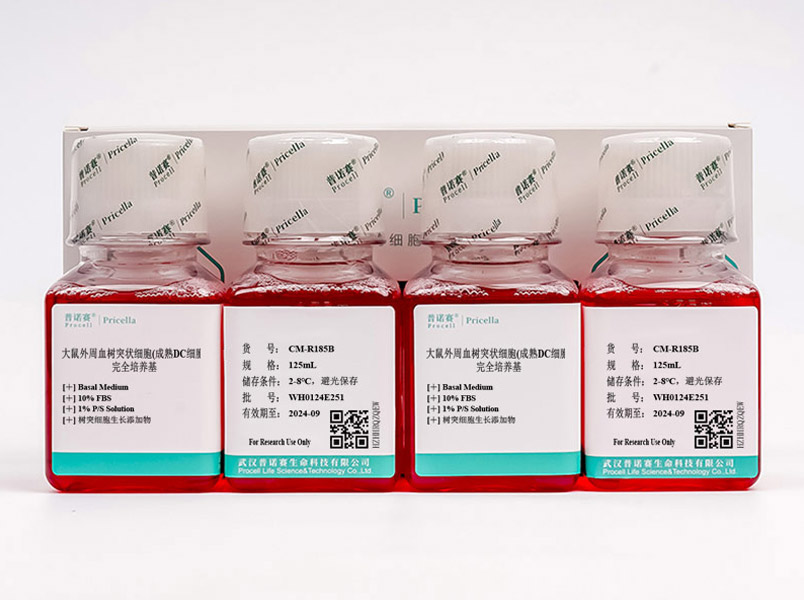 普诺赛® Procell | Pricella
普诺赛® Procell | Pricella
普诺赛® Procell | Pricella
普诺赛® Procell | Pricella
® | P
细胞
普诺赛® | Pricella
Procell
大鼠外周血树突状细胞(成熟DC细胞
完全培养基
[+] Basal Medium
[+] 10% FBS
[+] 1% P/S Solution
[+] 树突细胞生长添加物
货 号: CM-R185B
规 格: 125mL
储存条件: 2-8℃, 避光保存
批 号: WH0124E251
有效期至: 2024-09
For Research Use Only
武汉普诺赛生命科技有限公司
Procell Life Science&Technology Co.,Ltd.
普诺赛® | Pricella
Procell
大鼠外周血树突状细胞(成熟DC细胞
完全培养基
[+] Basal Medium
[+] 10% FBS
[+] 1% P/S Solution
[+] 树突细胞生长添加物
货 号: CM-R185B
规 格: 125mL
储存条件: 2-8℃, 避光保存
批 号: WH0124E251
有效期至: 2024-09
For Research Use Only
武汉普诺赛生命科技有限公司
Procell Life Science&Technology Co.,Ltd.